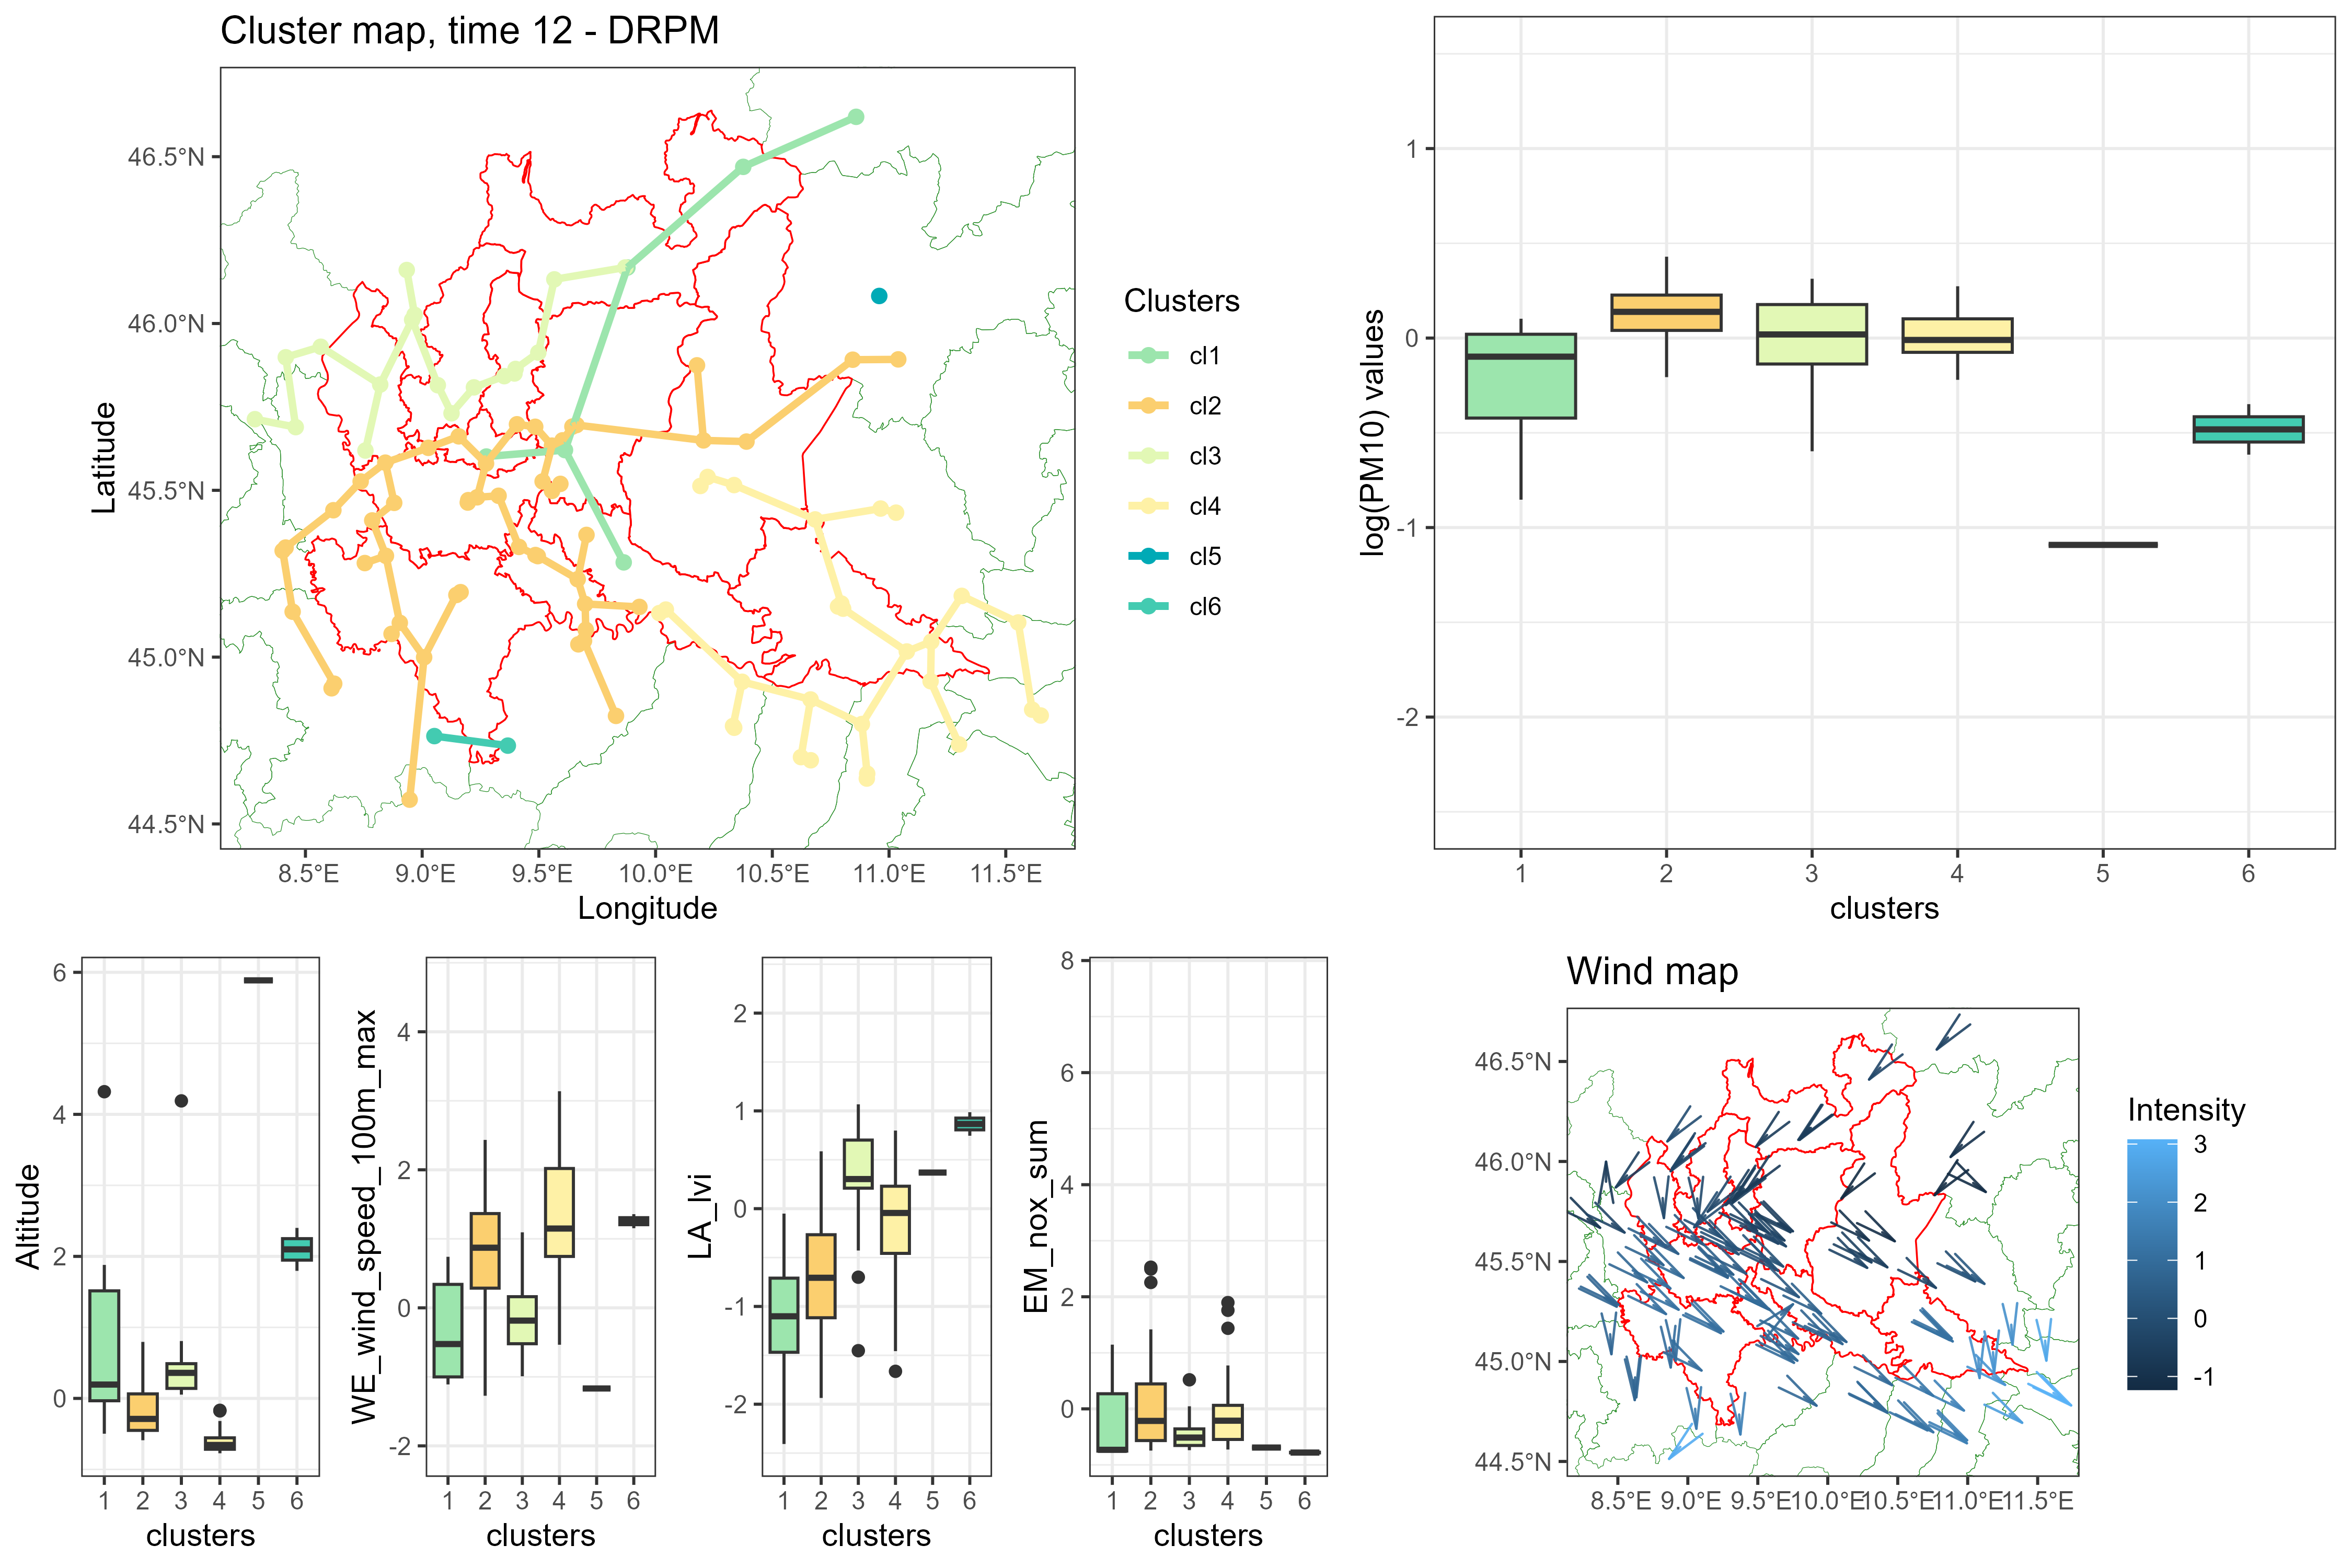 Cluster map, time 12 - DRPM
46.5°N
46.0°N
45.5°N
45.0°N
44.5°N
Latitude
8.5°E 9.0°E 9.5°E 10.0°E 10.5°E 11.0°E 11.5°E
Longitude
Clusters
cl1
cl2
cl3
cl4
cl5
cl6
log(PM10) values
1
0
-1
-2
1 2 3 4 5 6
clusters
Altitude
6
4
2
0
1 2 3 4 5 6
clusters
WE_wind_speed_100m_max
4
2
0
-2
1 2 3 4 5 6
clusters
LA_lvi
2
1
0
-1
-2
1 2 3 4 5 6
clusters
EM_nox_sum
8
6
4
2
0
1 2 3 4 5 6
clusters
Wind map
46.5°N
46.0°N
45.5°N
45.0°N
44.5°N
8.5°E 9.0°E 9.5°E 10.0°E 10.5°E 11.0°E 11.5°E
Intensity
3
2
1
0
-1